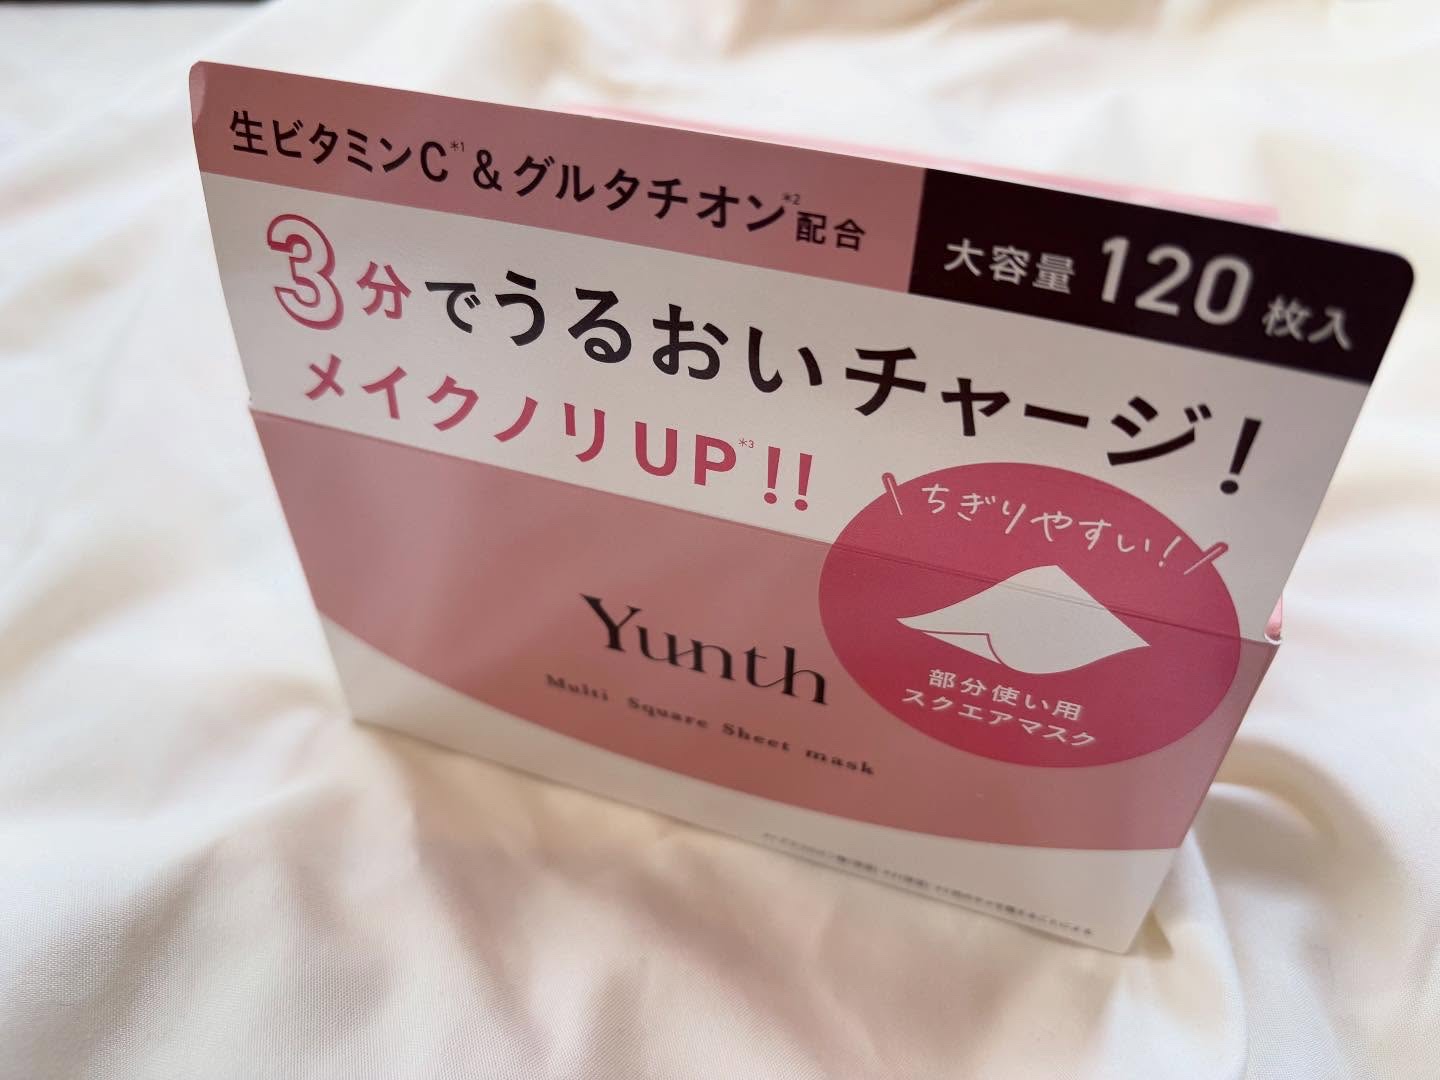 生ビタミンC*1&グルタチオン*2配合
大容量 120枚入
3分でうるおいチャージ!
メイクノリUP*3!!
ちぎりやすい!
部分使い用
スクエアマスク
Yunth
Multi Square Sheet mask